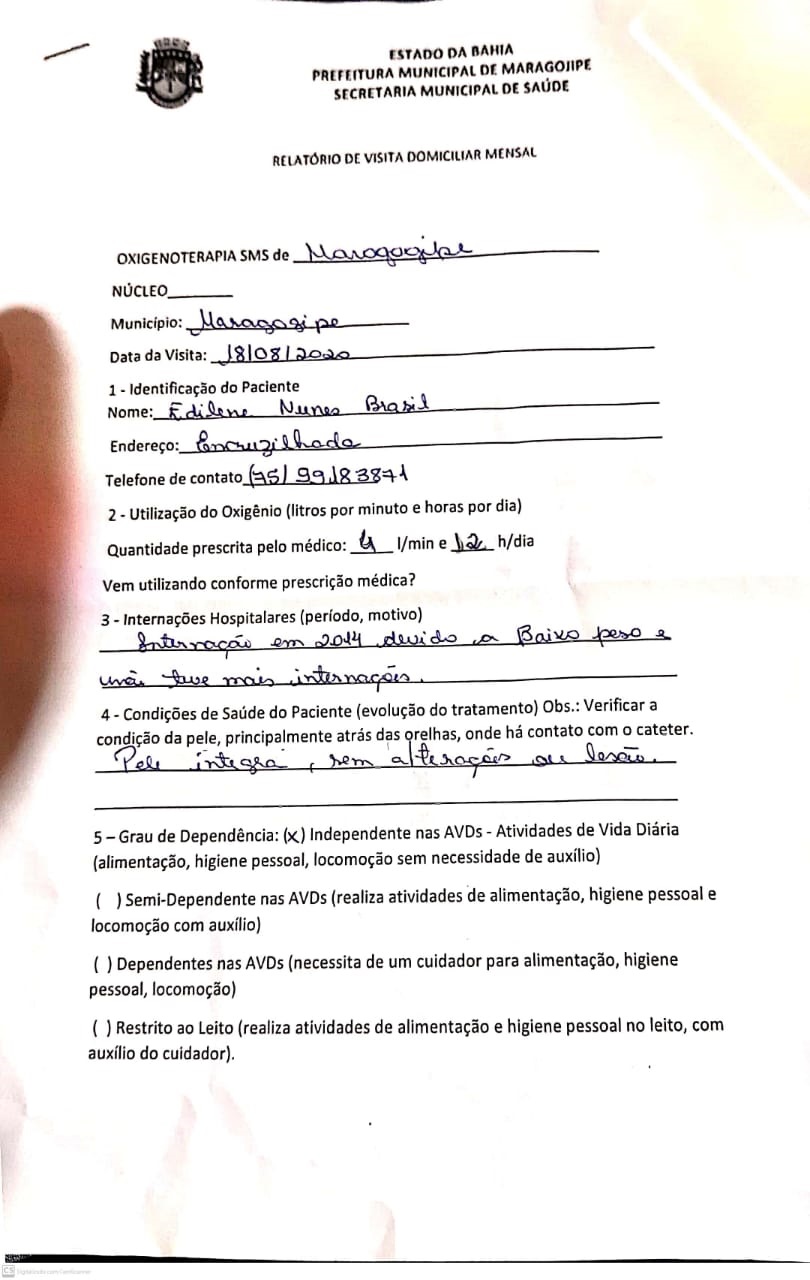 ESTADO DA BAHIA
PREFEITURA MUNICIPAL DE MARAGOJIPE
SECRETARIA MUNICIPAL DE SAÚDE
RELATÓRIO DE VISITA DOMICILIAR MENSAL
OXIGENOTERAPIA SMS de Maragogipe
NÚCLEO______
Município: Maragogipe
Data da Visita: 18/08/2020
1 - Identificação do Paciente
Nome: Edilene Nunes Brasil
Endereço: Encruzilhada
Telefone de contato (75) 99183871
2 - Utilização do Oxigênio (litros por minuto e horas por dia)
Quantidade prescrita pelo médico: 4 l/min e 12 h/dia
Vem utilizando conforme prescrição médica?
3 - Internações Hospitalares (período, motivo)
Internação em 2014 devido a Baixo peso e
não teve mais internações.
4 - Condições de Saúde do Paciente (evolução do tratamento) Obs.: Verificar a
condição da pele, principalmente atrás das orelhas, onde há contato com o cateter.
Pele íntegra, sem alterações ou lesão.
5 – Grau de Dependência: (x) Independente nas AVDs - Atividades de Vida Diária
(alimentação, higiene pessoal, locomoção sem necessidade de auxílio)
( ) Semi-Dependente nas AVDs (realiza atividades de alimentação, higiene pessoal e
locomoção com auxílio)
( ) Dependentes nas AVDs (necessita de um cuidador para alimentação, higiene
pessoal, locomoção)
( ) Restrito ao Leito (realiza atividades de alimentação e higiene pessoal no leito, com
auxílio do cuidador).
CS Digitalizada com CamScanner